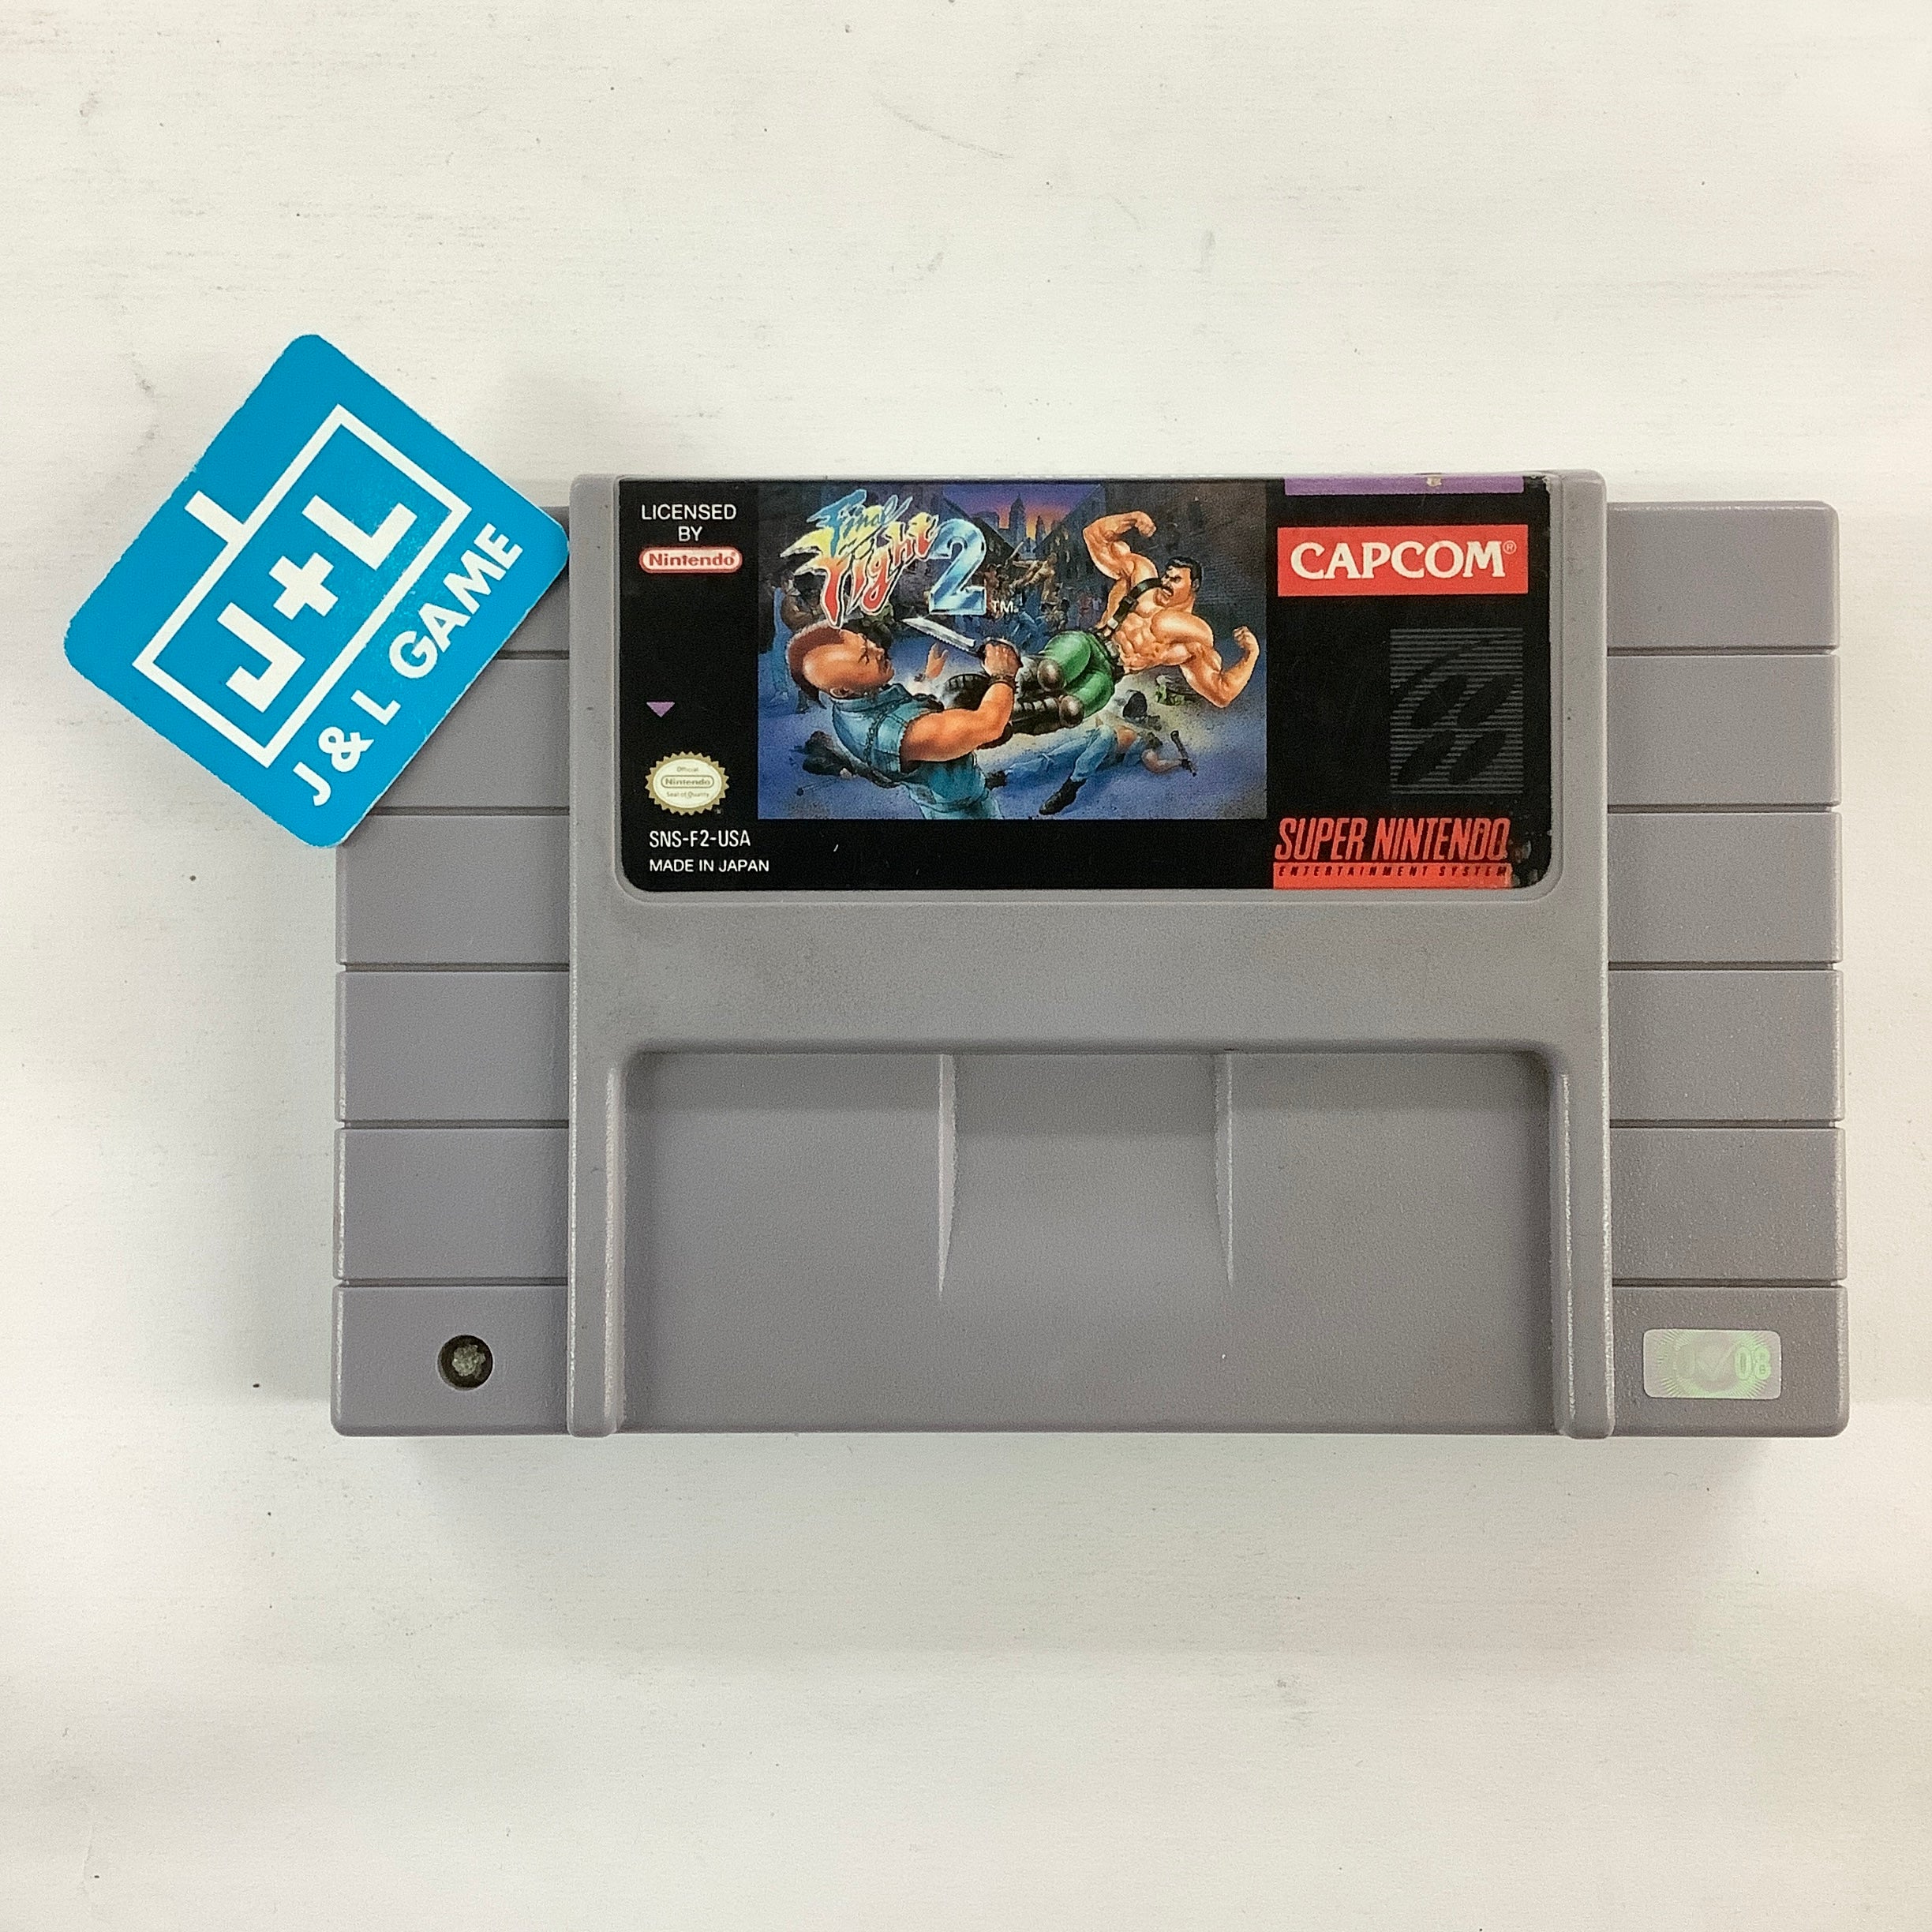 J+L
J & L GAME
LICENSED
BY
Nintendo®
Final
Fight
2
TM
CAPCOM®
Official
Nintendo
Seal of Quality
SNS-F2-USA
MADE IN JAPAN
SUPER NINTENDO
ENTERTAINMENT SYSTEM
08